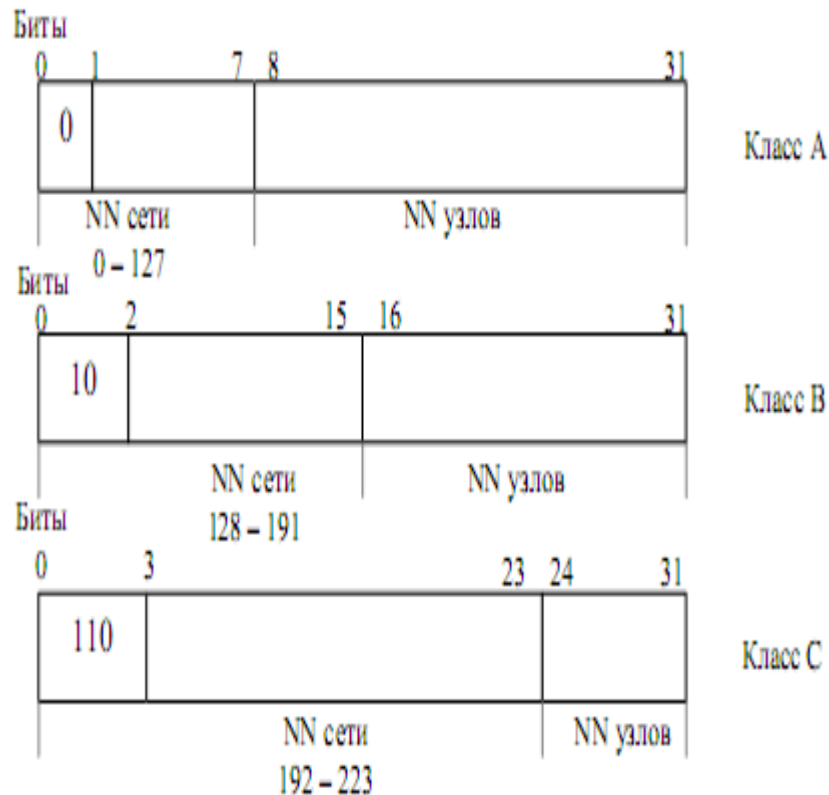 Биты
0 1 7 8 31
0
Класс A
NN сети NN узлов
0 – 127
Биты
0 2 15 16 31
10
Класс B
NN сети NN узлов
128 – 191
Биты
0 3 23 24 31
110
Класс C
NN сети NN узлов
192 – 223